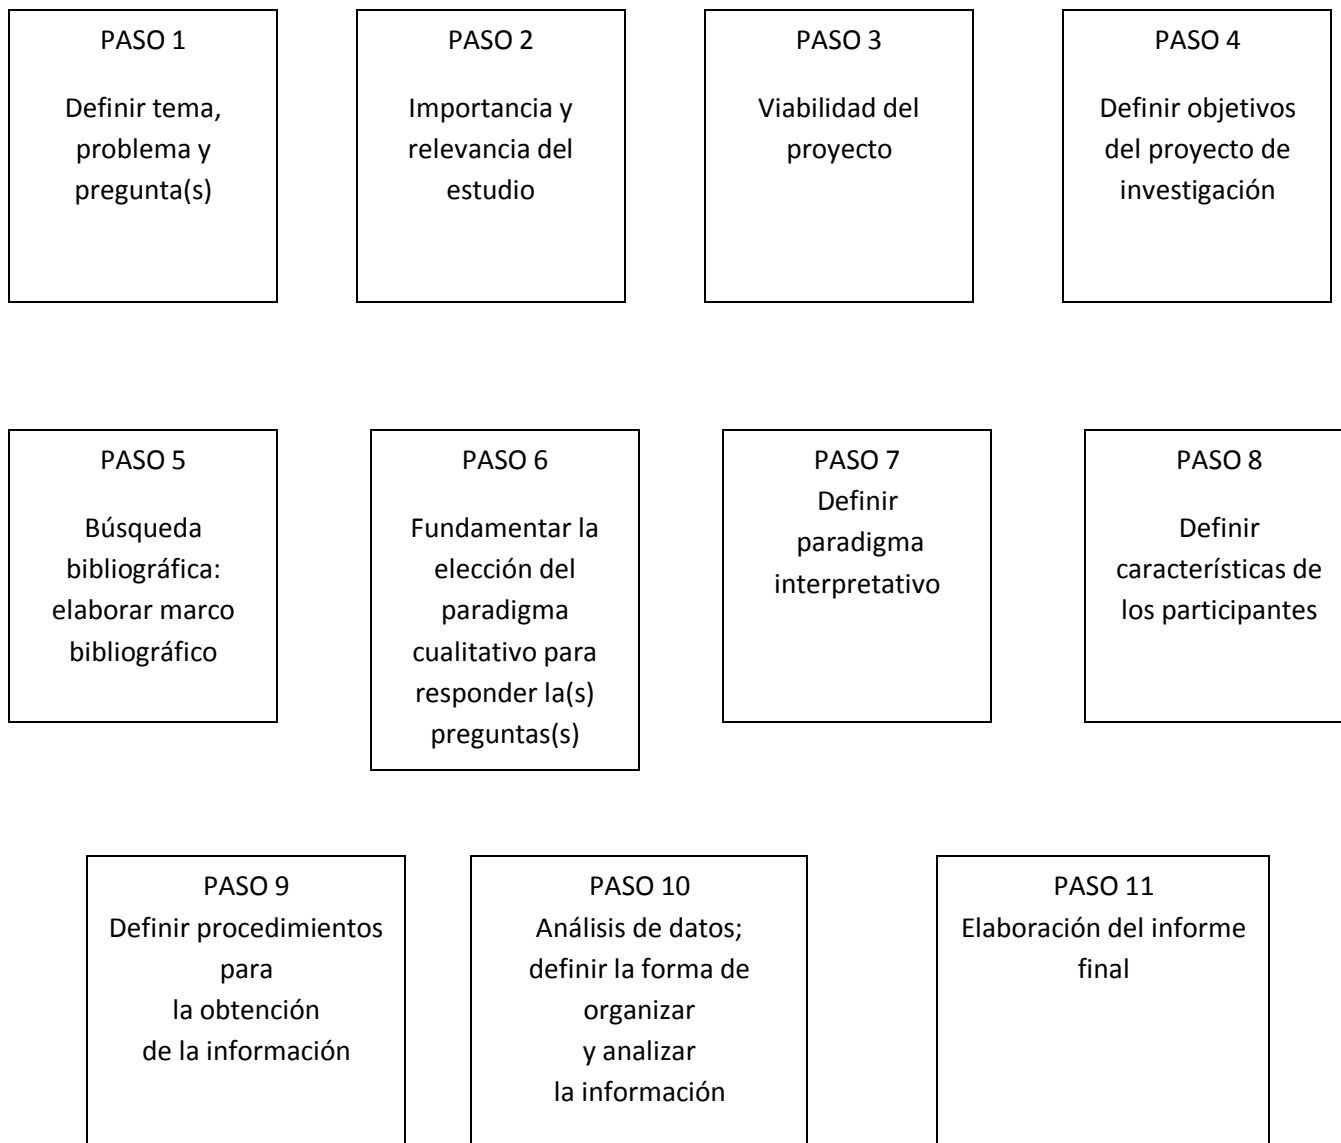 PASO 1
Definir tema,
problema y
pregunta(s)
PASO 2
Importancia y
relevancia del
estudio
PASO 3
Viabilidad del
proyecto
PASO 4
Definir objetivos
del proyecto de
investigación
PASO 5
Búsqueda
bibliográfica:
elaborar marco
bibliográfico
PASO 6
Fundamentar la
elección del
paradigma
cualitativo para
responder la(s)
preguntas(s)
PASO 7
Definir
paradigma
interpretativo
PASO 8
Definir
características de
los participantes
PASO 9
Definir procedimientos
para
la obtención
de la información
PASO 10
Análisis de datos;
definir la forma de
organizar
y analizar
la información
PASO 11
Elaboración del informe
final